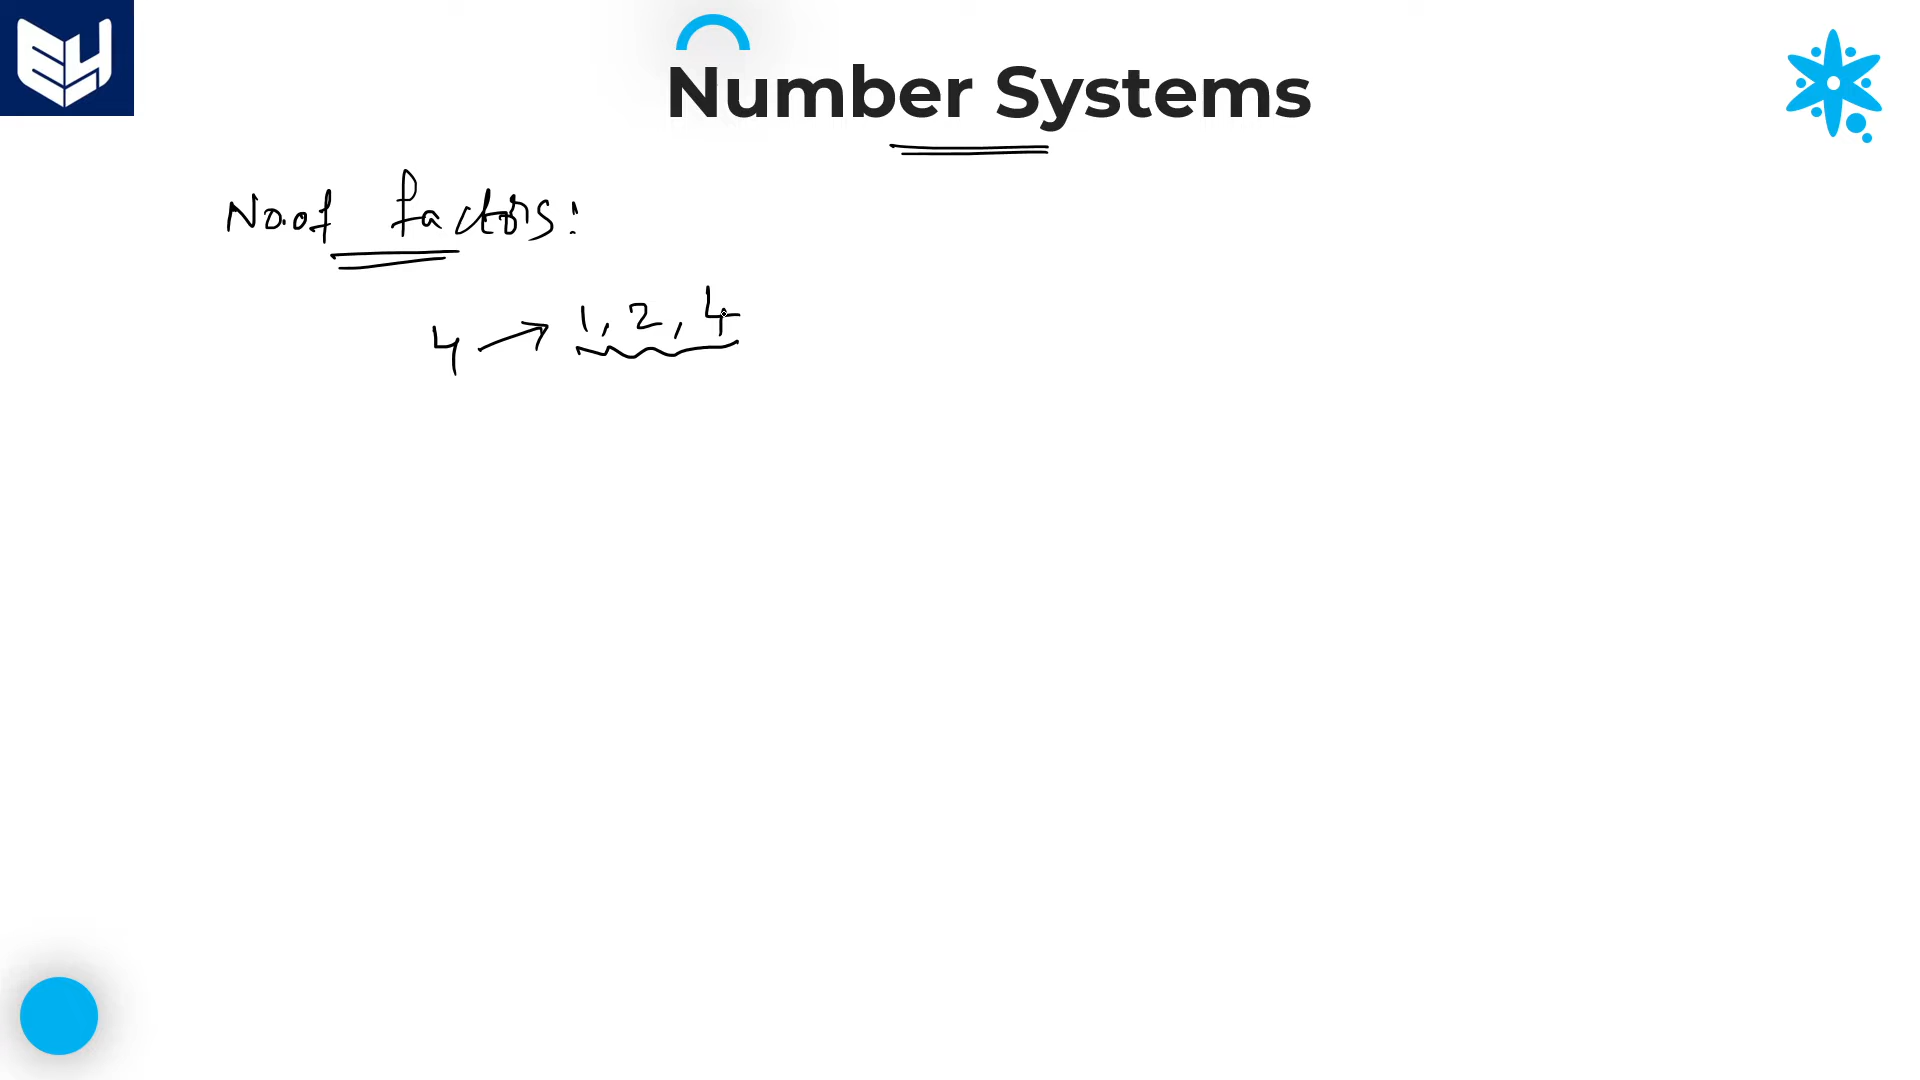 Number Systems
No.of factors:
4 → 1, 2, 4